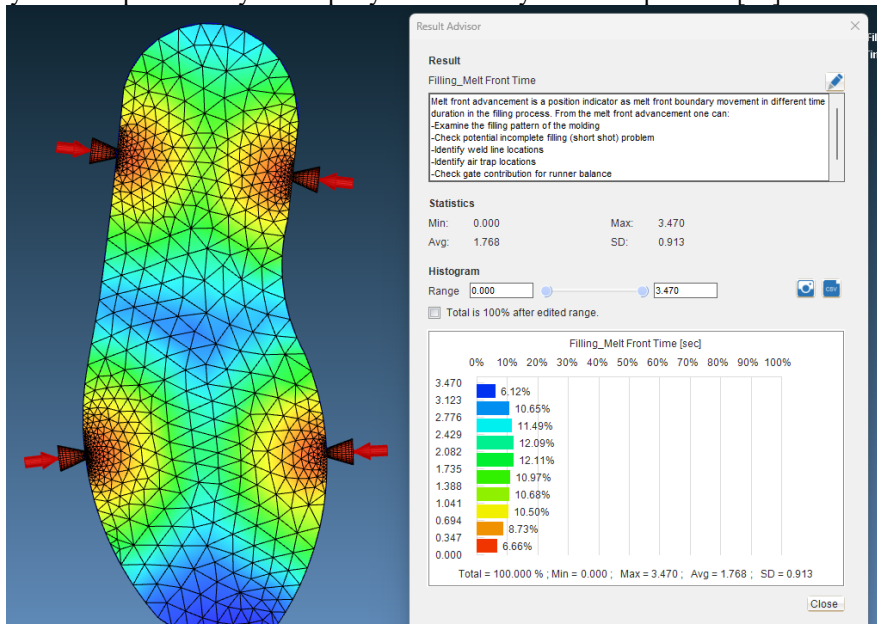 Result Advisor
Result
Filling_Melt Front Time
Melt front advancement is a position indicator as melt front boundary movement in different time
duration in the filling process. From the melt front advancement one can:
-Examine the filling pattern of the molding
-Check potential incomplete filling (short shot) problem
-Identify weld line locations
-Identify air trap locations
-Check gate contribution for runner balance
Statistics
Min: 0.000 Max: 3.470
Avg: 1.768 SD: 0.913
Histogram
Range 0.000 3.470
CSV
Total is 100% after edited range.
Filling_Melt Front Time [sec]
0% 10% 20% 30% 40% 50% 60% 70% 80% 90% 100%
3.470
6.12%
3.123
10.65%
2.776
11.49%
2.429
12.09%
2.082
12.11%
1.735
10.97%
1.388
10.68%
1.041
10.50%
0.694
8.73%
0.347
6.66%
0.000
Total = 100.000 % ; Min = 0.000 ; Max = 3.470 ; Avg = 1.768 ; SD = 0.913
Close